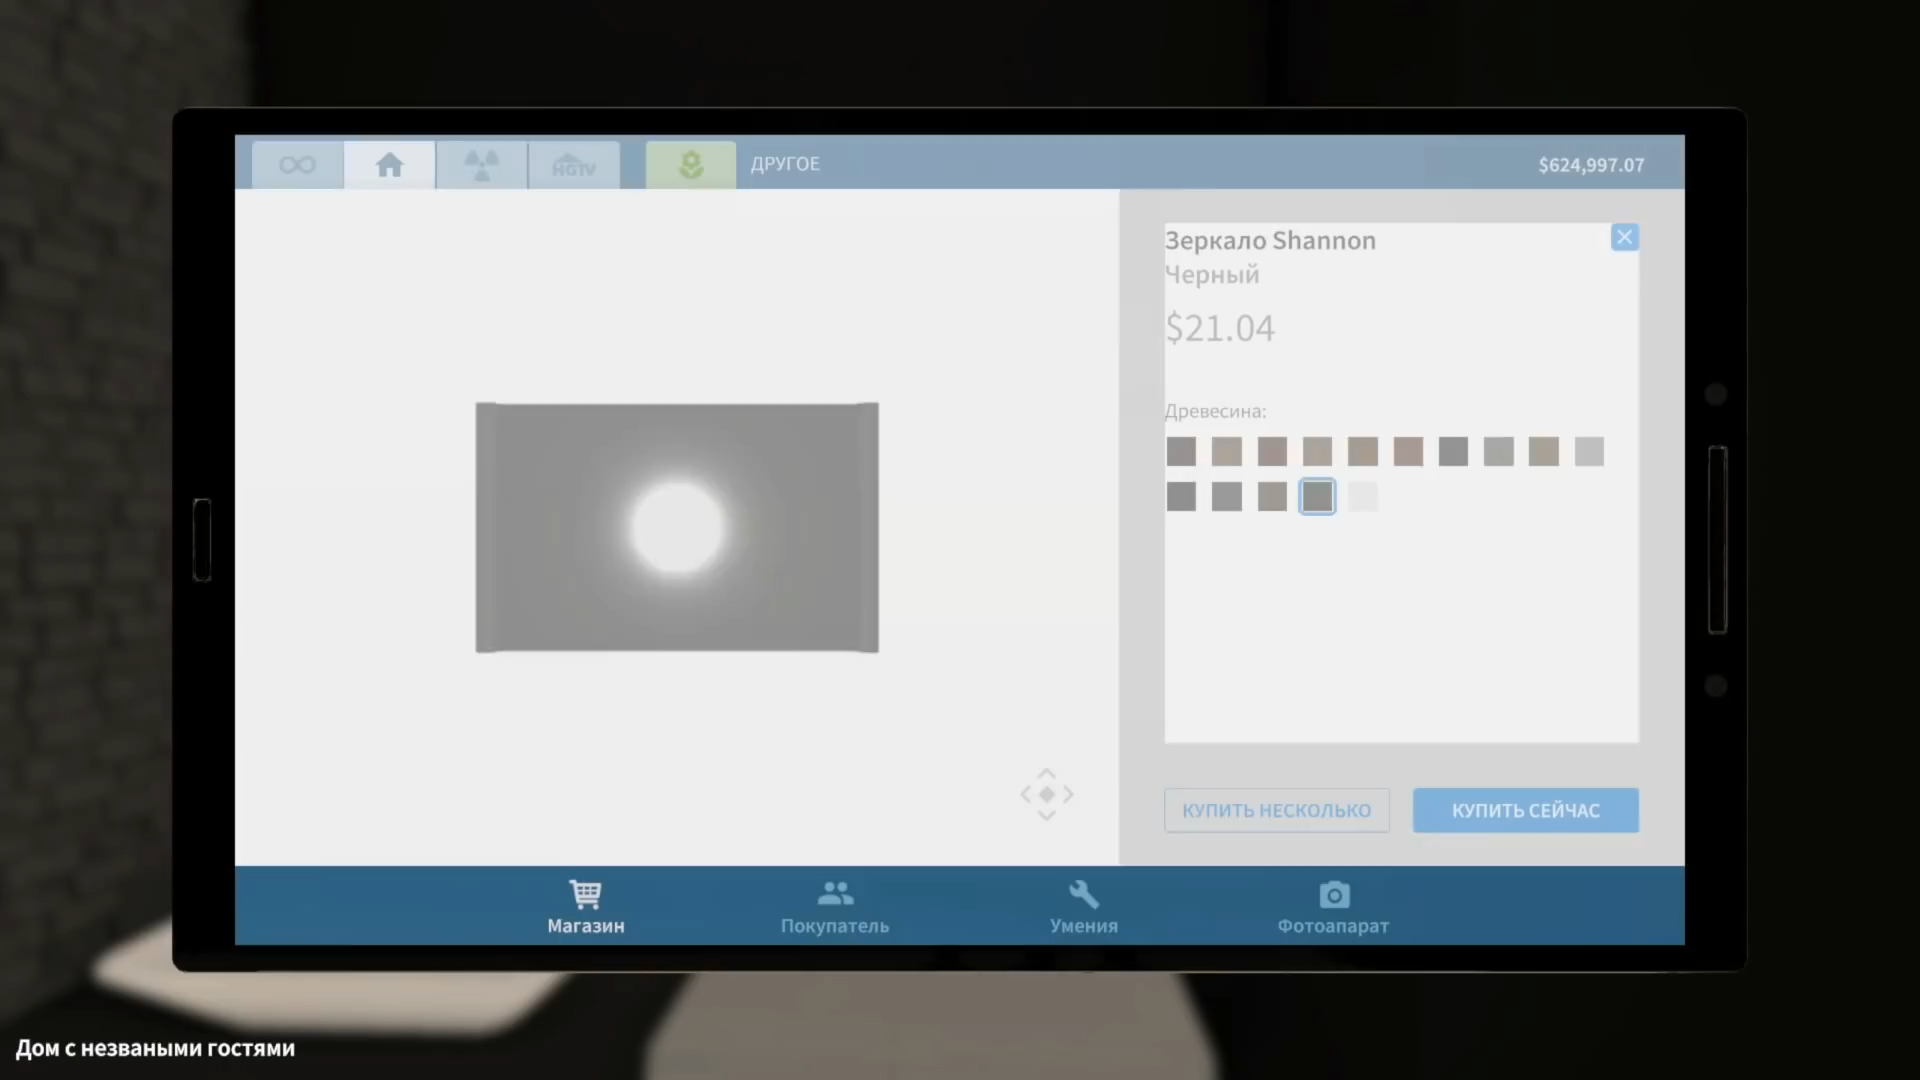 HGTV
ДРУГОЕ
$624,997.07
Зеркало Shannon
Черный
$21.04
Древесина:
КУПИТЬ НЕСКОЛЬКО
КУПИТЬ СЕЙЧАС
Магазин
Покупатель
Умения
Фотоапарат
Дом с незваными гостями